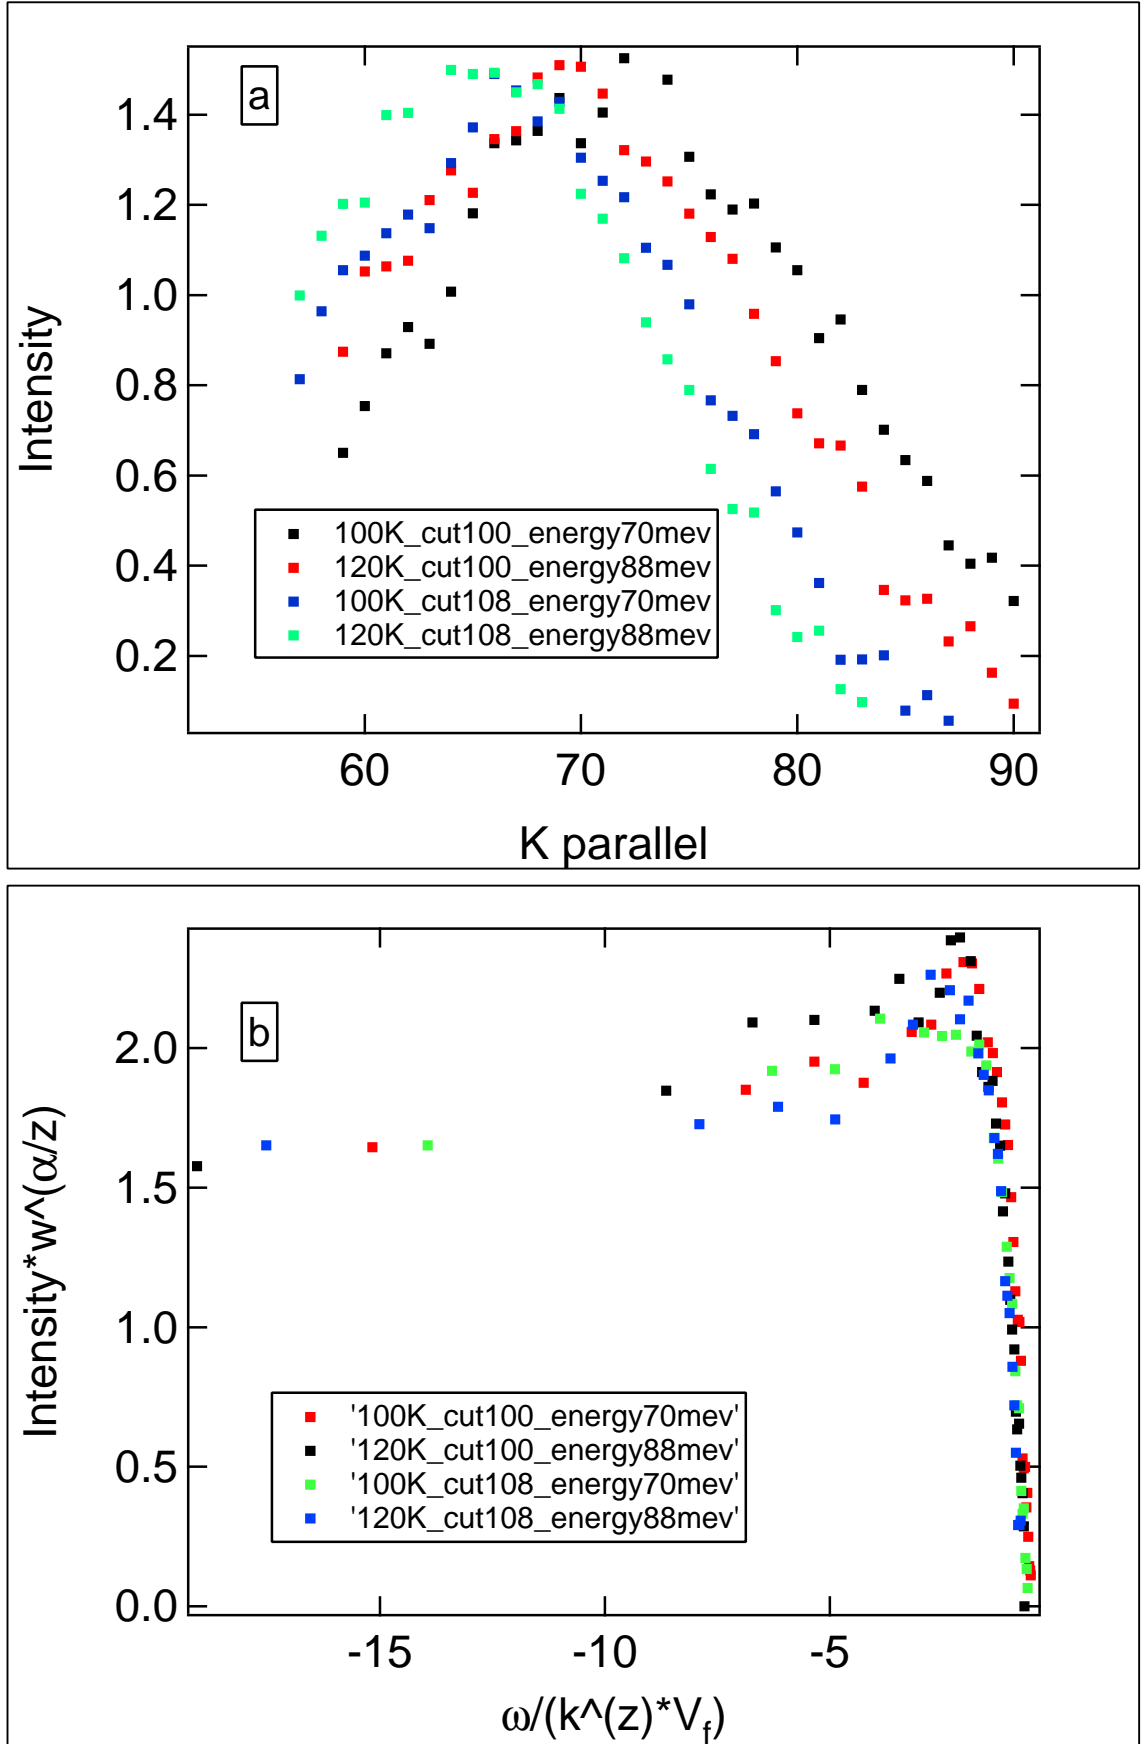 a
1.4
1.2
1.0
0.8
0.6
0.4
0.2
Intensity
100K_cut100_energy70mev
120K_cut100_energy88mev
100K_cut108_energy70mev
120K_cut108_energy88mev
60 70 80 90
K parallel
b
2.0
1.5
1.0
0.5
0.0
Intensity*w^(α/z)
'100K_cut100_energy70mev'
'120K_cut100_energy88mev'
'100K_cut108_energy70mev'
'120K_cut108_energy88mev'
-15 -10 -5
ω/(k^(z)*V_f)